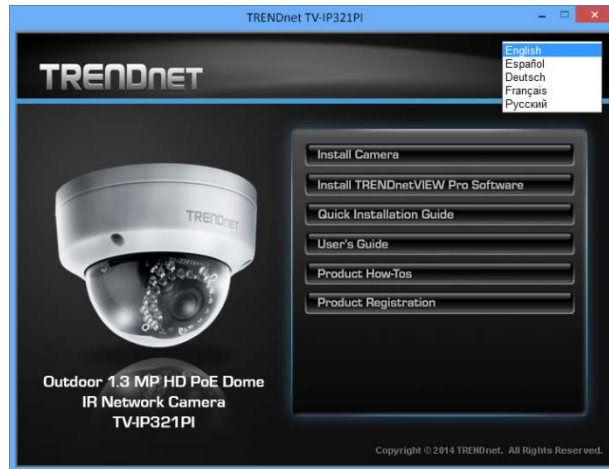 TRENDnet TV-IP321PI
TRENDnet
English
Español
Deutsch
Français
Русский
Install Camera
Install TRENDnetVIEW Pro Software
Quick Installation Guide
User's Guide
Product How-Tos
Product Registration
TRENDnet
Outdoor 1.3 MP HD PoE Dome
IR Network Camera
TV-IP321PI
Copyright © 2014 TRENDnet. All Rights Reserved.